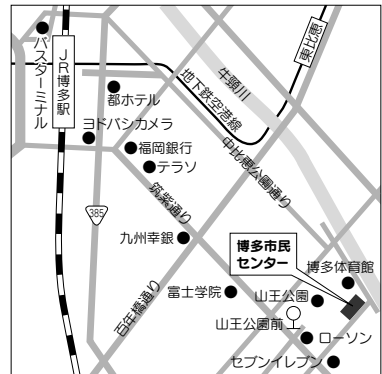 バスターミナル
JR博多駅
東比恵
牛頸川
地下鉄空港線
都ホテル
ヨドバシカメラ
福岡銀行
テラソ
中比恵公園通り
筑紫通り
385
九州幸銀
百年橋通り
博多市民
センター
博多体育館
富士学院
山王公園
山王公園前
ローソン
セブンイレブン